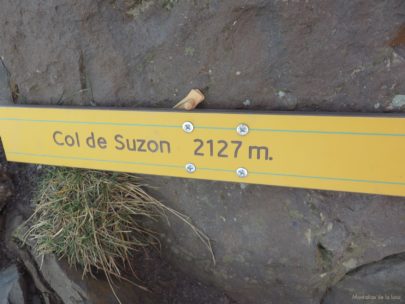 Col de Suzon 2127 m.
Montañas de la luna